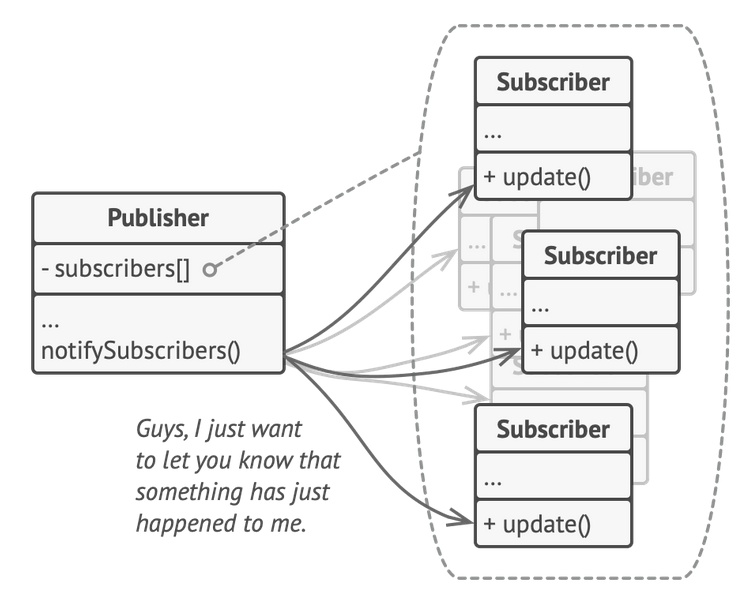 Publisher
- subscribers[]
...
notifySubscribers()
Guys, I just want
to let you know that
something has just
happened to me.
Subscriber
...
+ update()
...
+
...
+
Subscriber
...
+ update()
Subscriber
...
+ update()